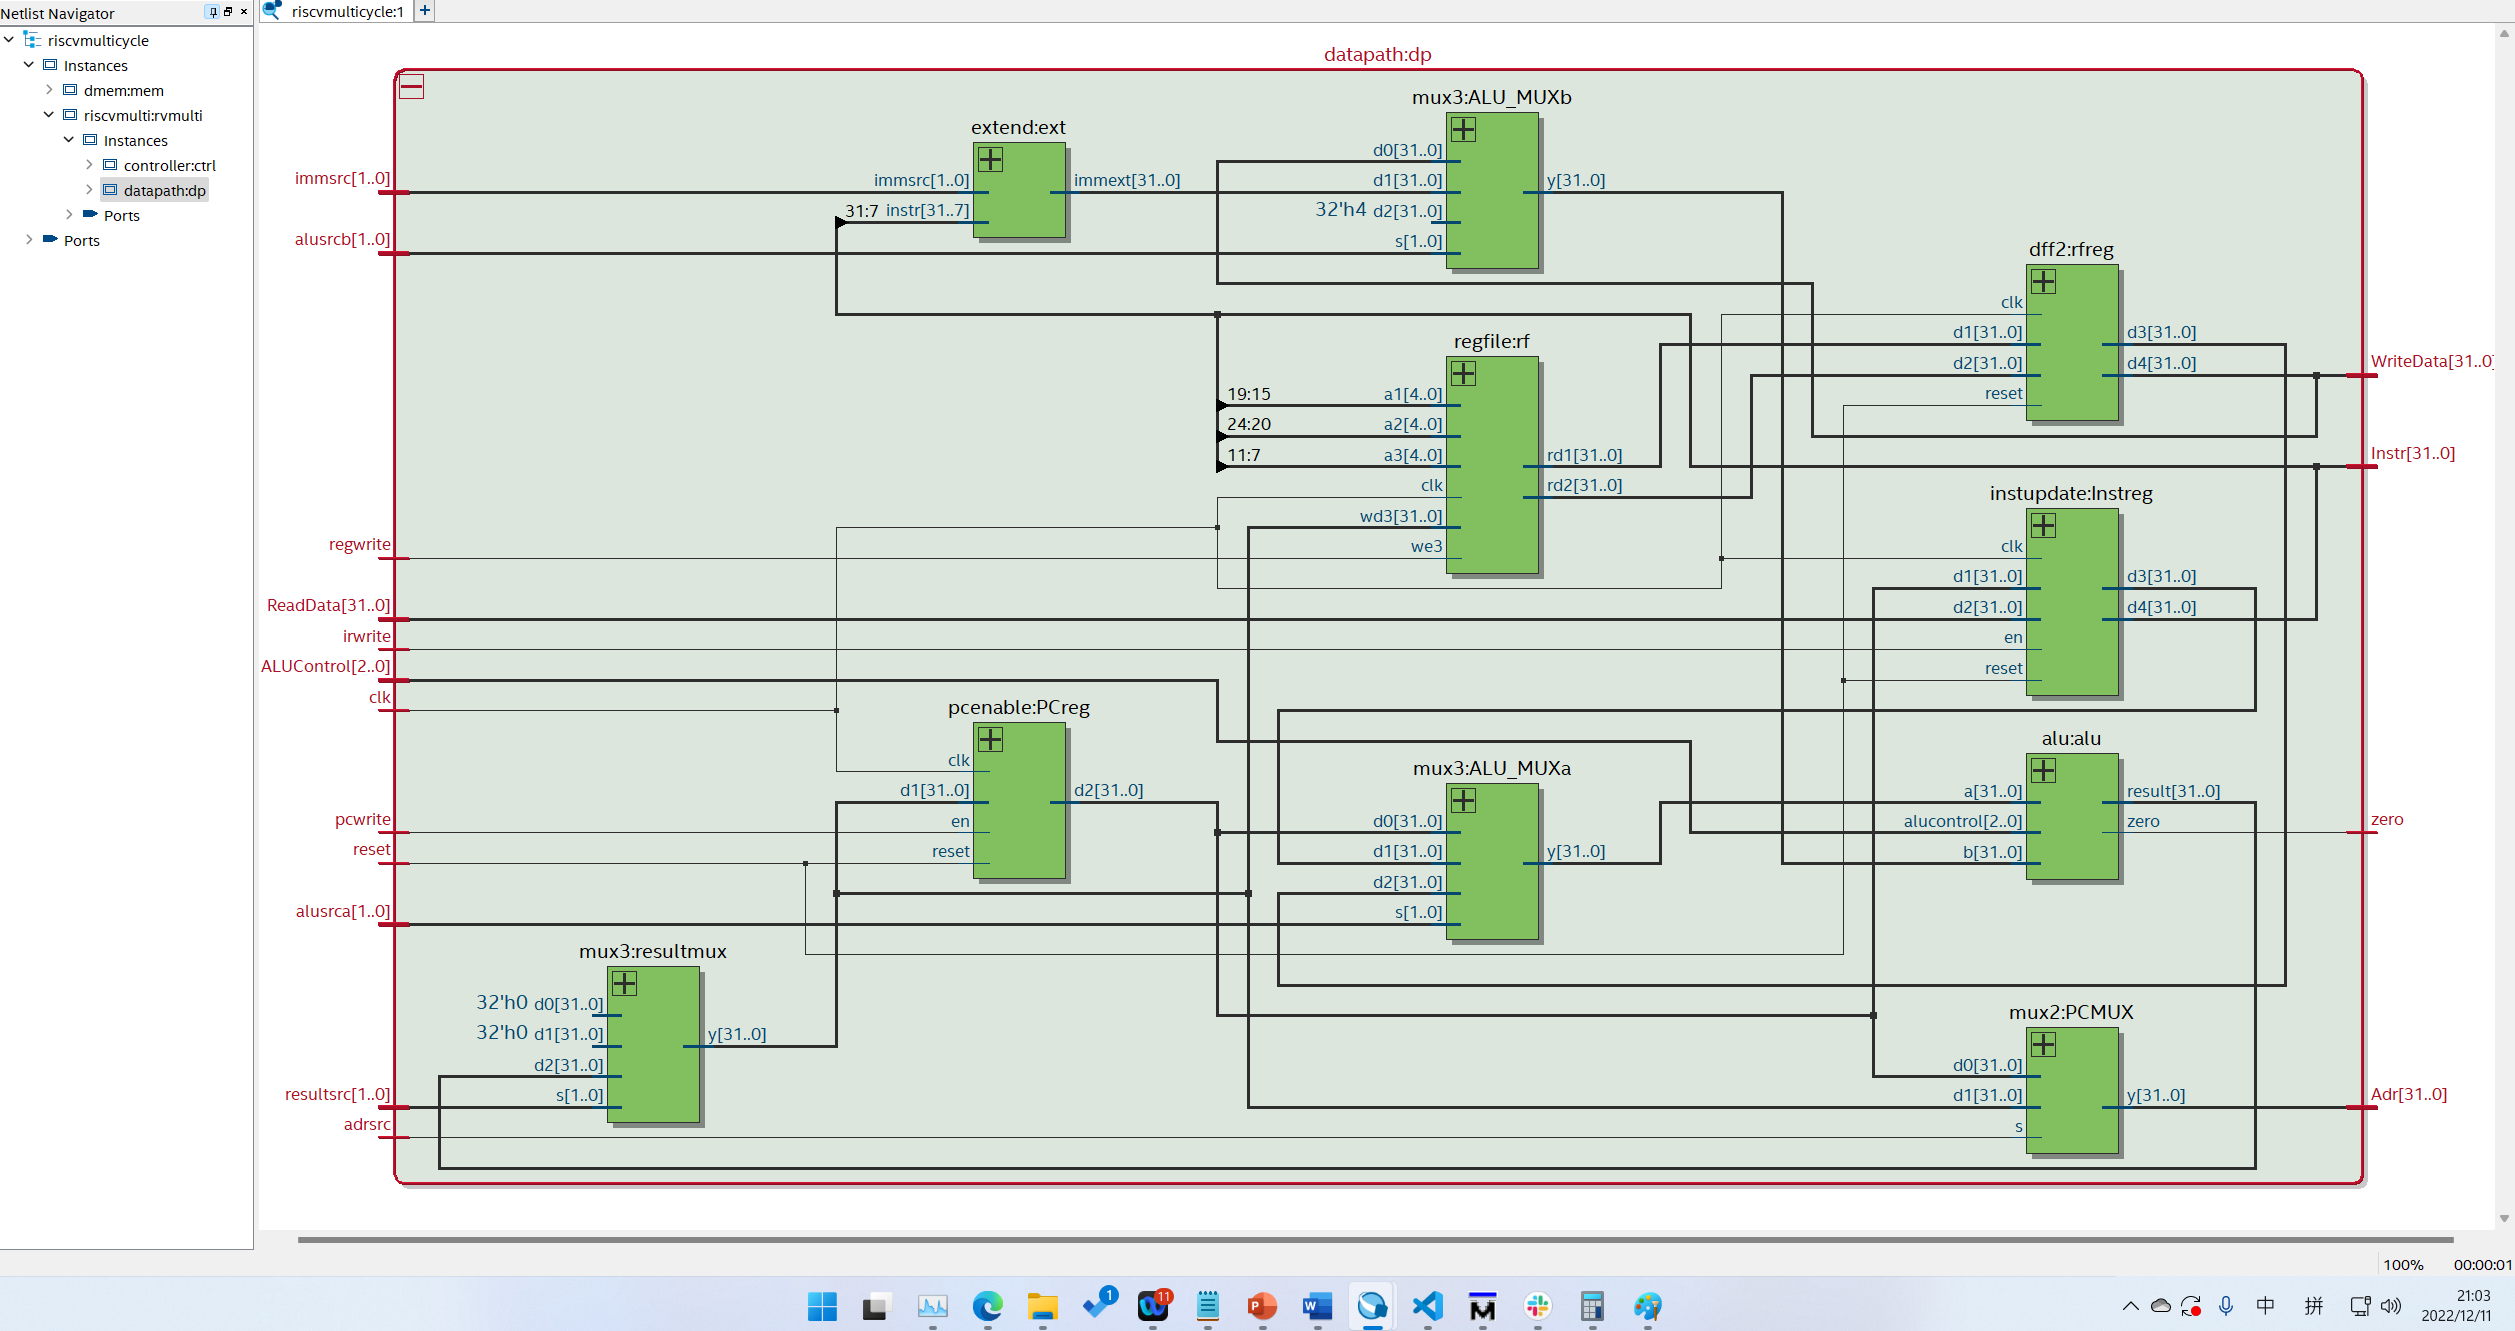 Netlist Navigator
riscvmulticycle
Instances
dmem:mem
riscvmulti:rvmulti
Instances
controller:ctrl
datapath:dp
Ports
Ports
riscvmulticycle:1
datapath:dp
immsrc[1..0]
alusrcb[1..0]
regwrite
ReadData[31..0]
irwrite
ALUControl[2..0]
clk
pcwrite
reset
alusrca[1..0]
resultsrc[1..0]
adrsrc
extend:ext
immsrc[1..0]
31:7 instr[31..7]
immext[31..0]
mux3:ALU_MUXb
d0[31..0]
d1[31..0]
32'h4 d2[31..0]
s[1..0]
y[31..0]
regfile:rf
19:15 a1[4..0]
24:20 a2[4..0]
11:7 a3[4..0]
clk
wd3[31..0]
we3
rd1[31..0]
rd2[31..0]
dff2:rfreg
clk
d1[31..0]
d2[31..0]
reset
d3[31..0]
d4[31..0]
instupdate:Instreg
clk
d1[31..0]
d2[31..0]
en
reset
d3[31..0]
d4[31..0]
pcenable:PCreg
clk
d1[31..0]
en
reset
d2[31..0]
mux3:ALU_MUXa
d0[31..0]
d1[31..0]
d2[31..0]
s[1..0]
y[31..0]
alu:alu
a[31..0]
alucontrol[2..0]
b[31..0]
result[31..0]
zero
mux3:resultmux
32'h0 d0[31..0]
32'h0 d1[31..0]
d2[31..0]
s[1..0]
y[31..0]
mux2:PCMUX
d0[31..0]
d1[31..0]
s
y[31..0]
WriteData[31..0]
Instr[31..0]
zero
Adr[31..0]
100% 00:00:01
1
11
中
拼
21:03
2022/12/11